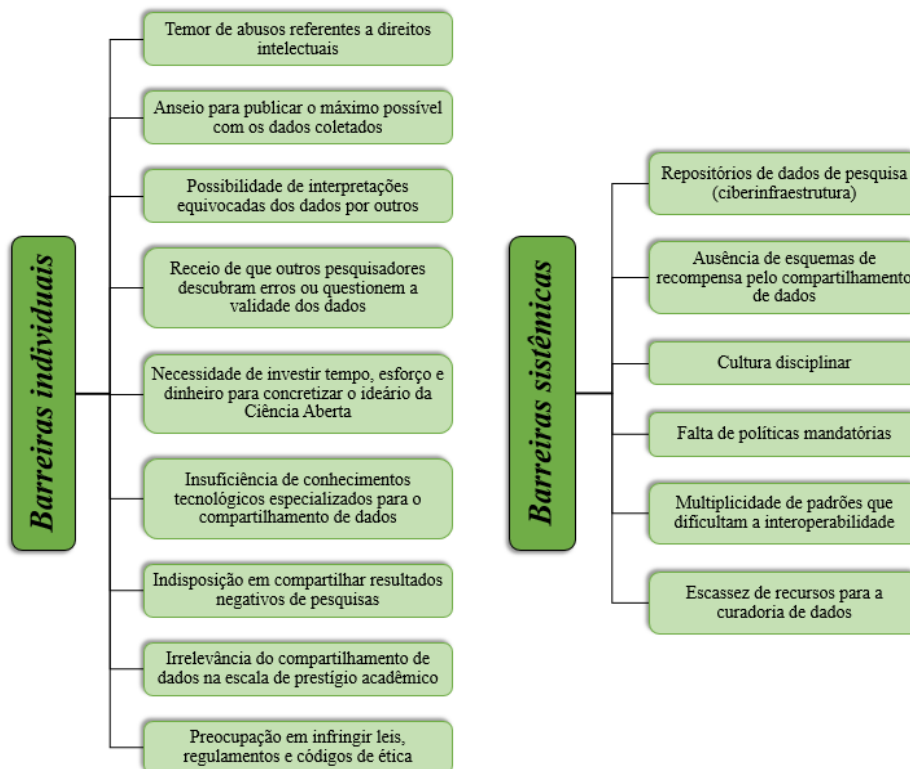 Barreiras individuais
Temor de abusos referentes a direitos
intelectuais
Anseio para publicar o máximo possível
com os dados coletados
Possibilidade de interpretações
equivocadas dos dados por outros
Receio de que outros pesquisadores
descubram erros ou questionem a
validade dos dados
Necessidade de investir tempo, esforço e
dinheiro para concretizar o ideário da
Ciência Aberta
Insuficiência de conhecimentos
tecnológicos especializados para o
compartilhamento de dados
Indisposição em compartilhar resultados
negativos de pesquisas
Irrelevância do compartilhamento de
dados na escala de prestígio acadêmico
Preocupação em infringir leis,
regulamentos e códigos de ética
Barreiras sistêmicas
Repositórios de dados de pesquisa
(ciberinfraestrutura)
Ausência de esquemas de
recompensa pelo compartilhamento
de dados
Cultura disciplinar
Falta de políticas mandatórias
Multiplicidade de padrões que
dificultam a interoperabilidade
Escassez de recursos para a
curadoria de dados